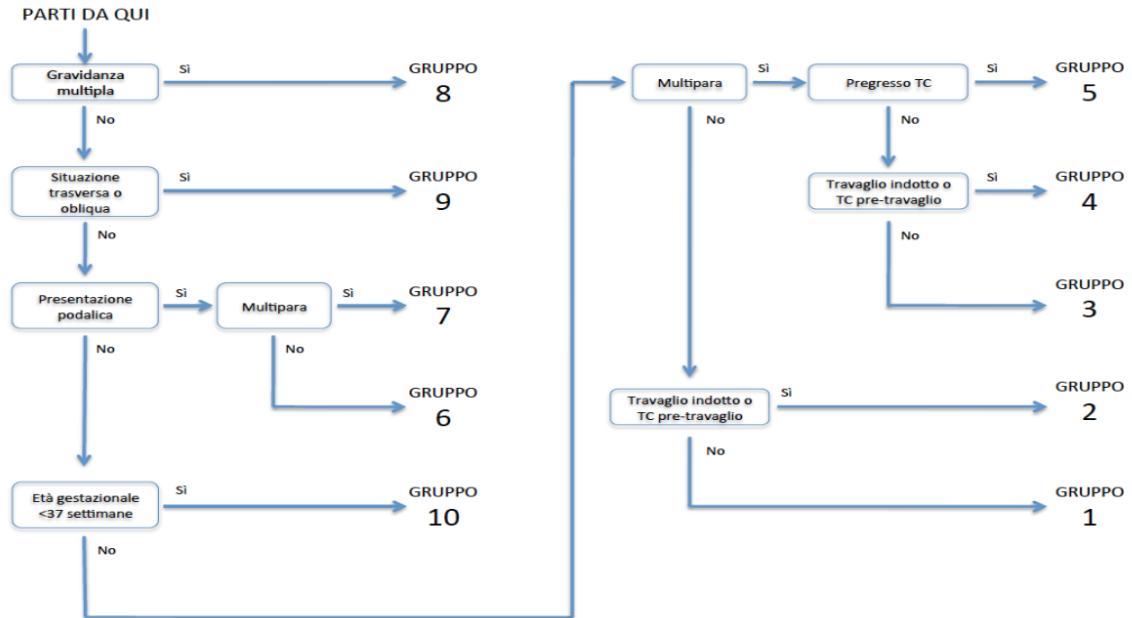 PARTI DA QUI
Gravidanza
multipla
Sì
GRUPPO
8
No
Situazione
trasversa o
obliqua
Sì
GRUPPO
9
No
Presentazione
podalica
Sì
Multipara
Sì
GRUPPO
7
No
No
GRUPPO
6
Età gestazionale
<37 settimane
Sì
GRUPPO
10
No
Multipara
Sì
Pregresso TC
Sì
GRUPPO
5
No
No
Travaglio indotto o
TC pre-travaglio
Sì
GRUPPO
4
No
GRUPPO
3
Travaglio indotto o
TC pre-travaglio
Sì
GRUPPO
2
No
GRUPPO
1